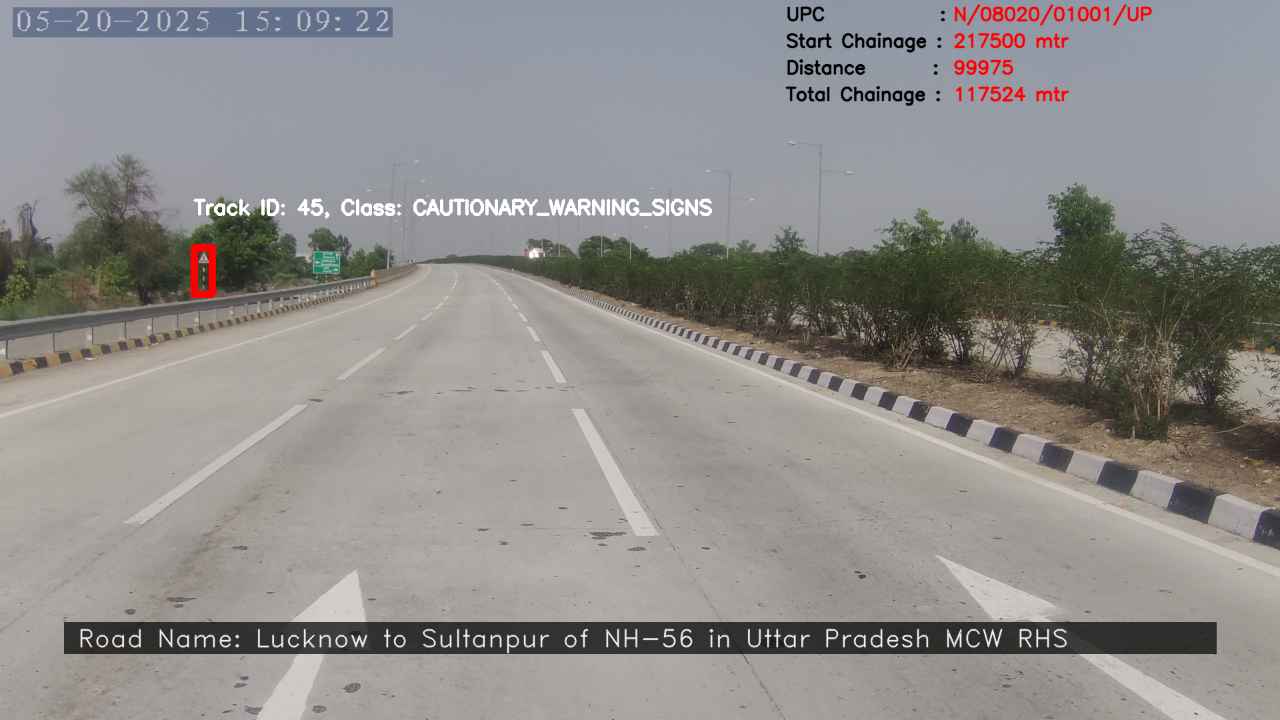 05-20-2025 15:09:22
UPC : N/08020/01001/UP
Start Chainage : 217500 mtr
Distance : 99975
Total Chainage : 117524 mtr
Track ID: 45, Class: CAUTIONARY_WARNING_SIGNS
Road Name: Lucknow to Sultanpur of NH-56 in Uttar Pradesh MCW RHS